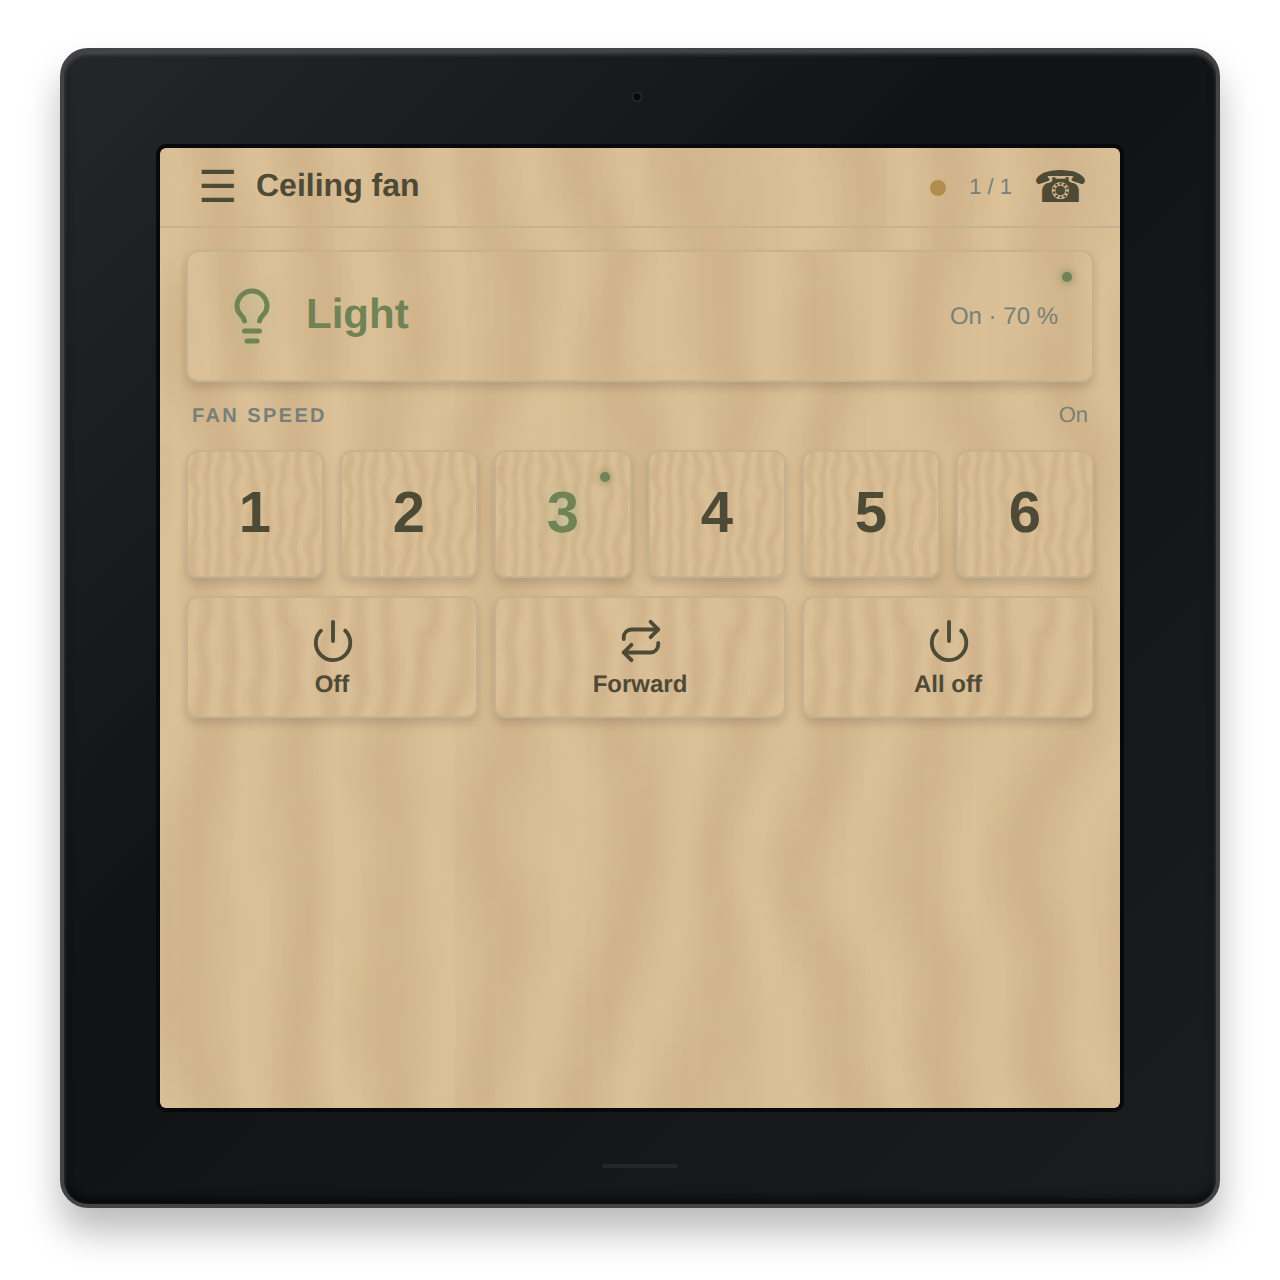 Ceiling fan
1 / 1
Light
On · 70 %
FAN SPEED
On
1 2 3 4 5 6
Off
Forward
All off